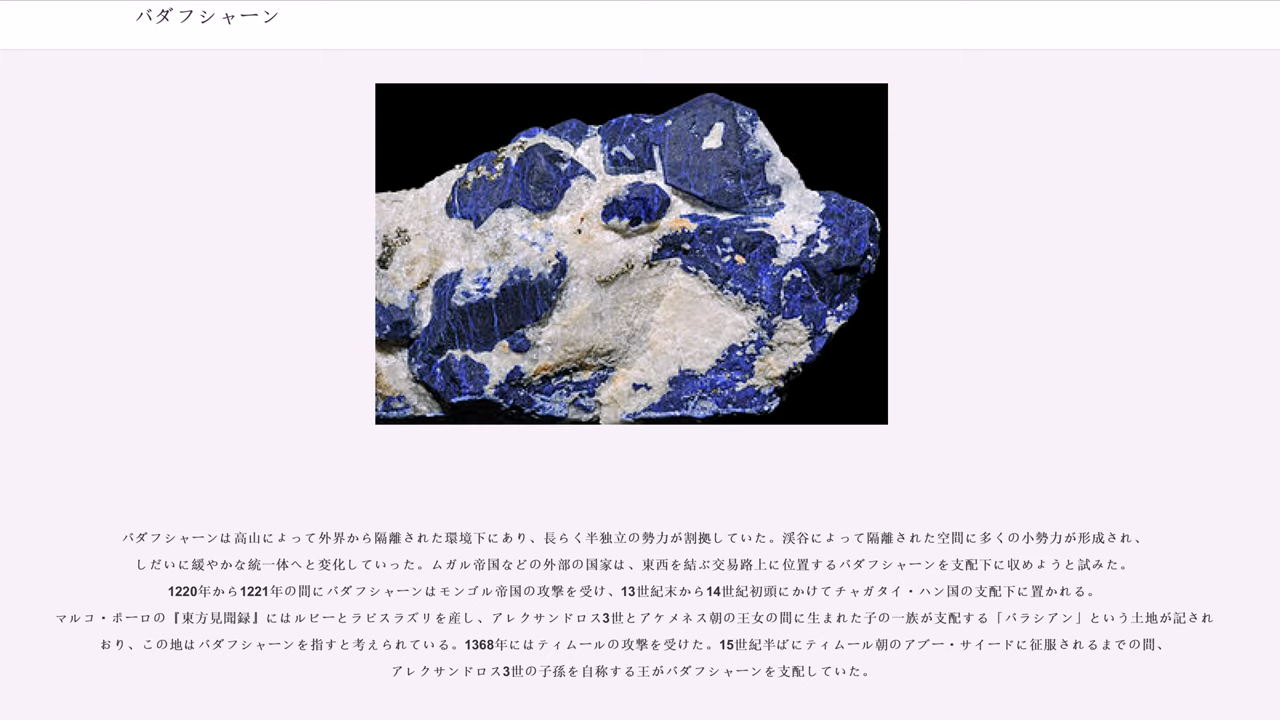 バダフシャーン
バダフシャーンは高山によって外界から隔離された環境下にあり、長らく半独立の勢力が割拠していた。渓谷によって隔離された空間に多くの小勢力が形成され、
しだいに緩やかな統一体へと変化していった。ムガル帝国などの外部の国家は、東西を結ぶ交易路上に位置するバダフシャーンを支配下に収めようと試みた。
1220年から1221年の間にバダフシャーンはモンゴル帝国の攻撃を受け、13世紀末から14世紀初頭にかけてチャガタイ・ハン国の支配下に置かれる。
マルコ・ポーロの『東方見聞録』にはルビーとラピスラズリを産し、アレクサンドロス3世とアケメネス朝の王女の間に生まれた子の一族が支配する「バラシアン」という土地が記され
おり、この地はバダフシャーンを指すと考えられている。1368年にはティムールの攻撃を受けた。15世紀半ばにティムール朝のアブー・サイードに征服されるまでの間、
アレクサンドロス3世の子孫を自称する王がバダフシャーンを支配していた。